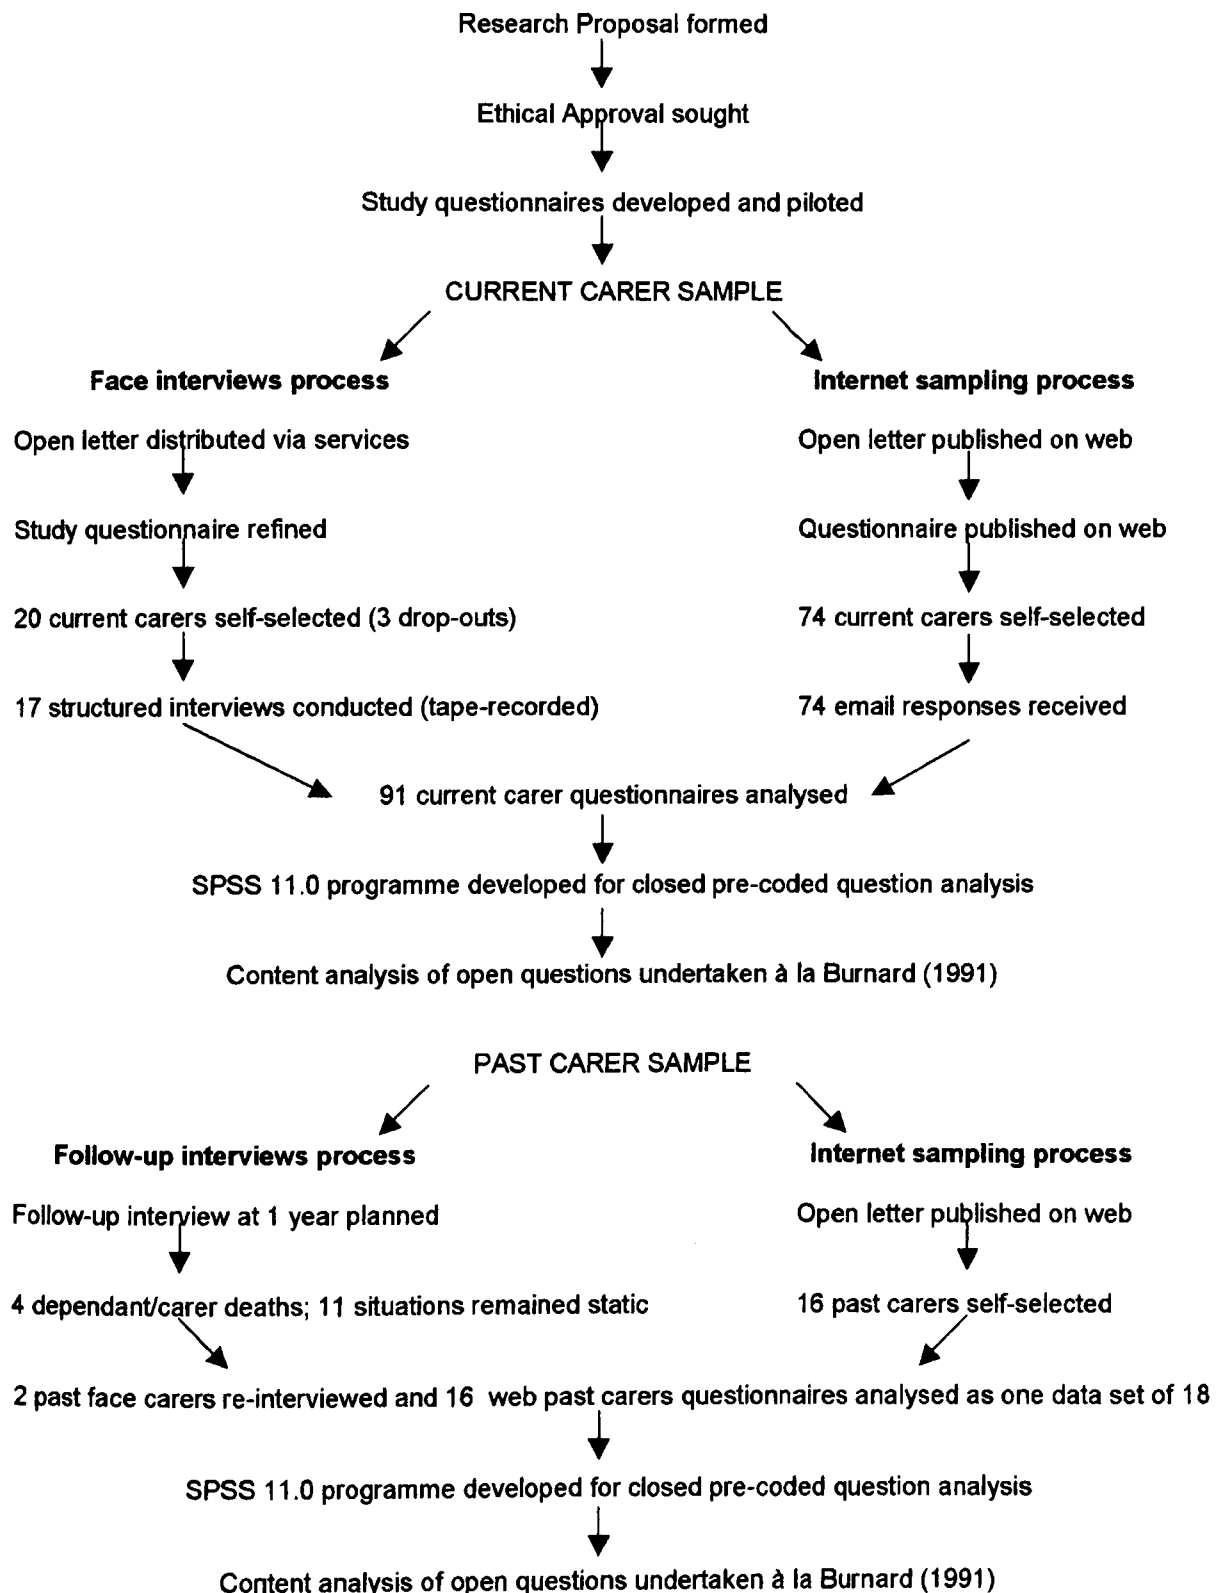 Research Proposal formed
Ethical Approval sought
Study questionnaires developed and piloted
CURRENT CARER SAMPLE
Face interviews process
Open letter distributed via services
Study questionnaire refined
20 current carers self-selected (3 drop-outs)
17 structured interviews conducted (tape-recorded)
Internet sampling process
Open letter published on web
Questionnaire published on web
74 current carers self-selected
74 email responses received
91 current carer questionnaires analysed
SPSS 11.0 programme developed for closed pre-coded question analysis
Content analysis of open questions undertaken à la Burnard (1991)
PAST CARER SAMPLE
Follow-up interviews process
Follow-up interview at 1 year planned
4 dependant/carer deaths; 11 situations remained static
Internet sampling process
Open letter published on web
16 past carers self-selected
2 past face carers re-interviewed and 16 web past carers questionnaires analysed as one data set of 18
SPSS 11.0 programme developed for closed pre-coded question analysis
Content analysis of open questions undertaken à la Burnard (1991)